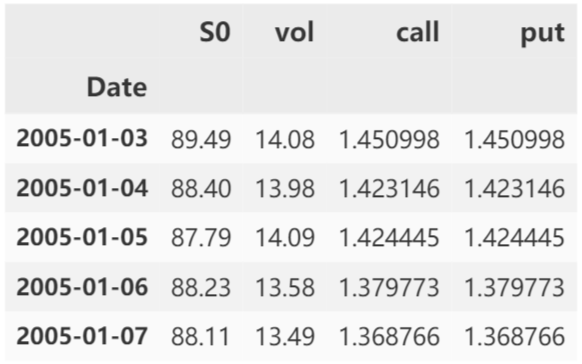 S0 vol call put
Date
2005-01-03 89.49 14.08 1.450998 1.450998
2005-01-04 88.40 13.98 1.423146 1.423146
2005-01-05 87.79 14.09 1.424445 1.424445
2005-01-06 88.23 13.58 1.379773 1.379773
2005-01-07 88.11 13.49 1.368766 1.368766